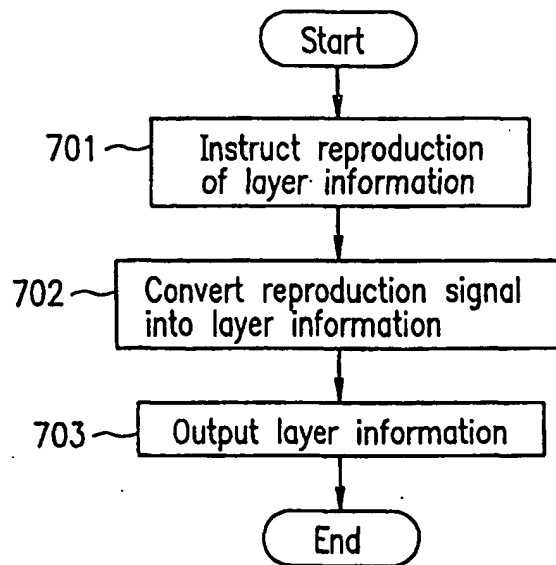 Start
701
Instruct reproduction
of layer information
702
Convert reproduction signal
into layer information
703
Output layer information
End